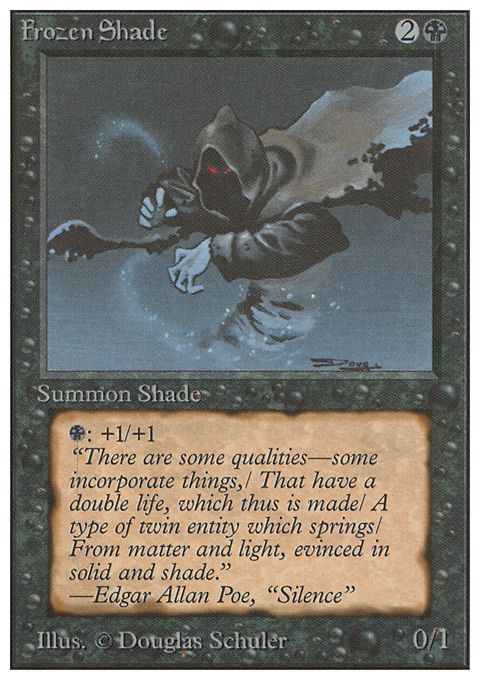 Frozen Shade 2
Doug
Summon Shade
: +1/+1
“There are some qualities—some
incorporate things,/ That have a
double life, which thus is made/ A
type of twin entity which springs/
From matter and light, evinced in
solid and shade.”
—Edgar Allan Poe, “Silence”
Illus. © Douglas Schuler 0/1